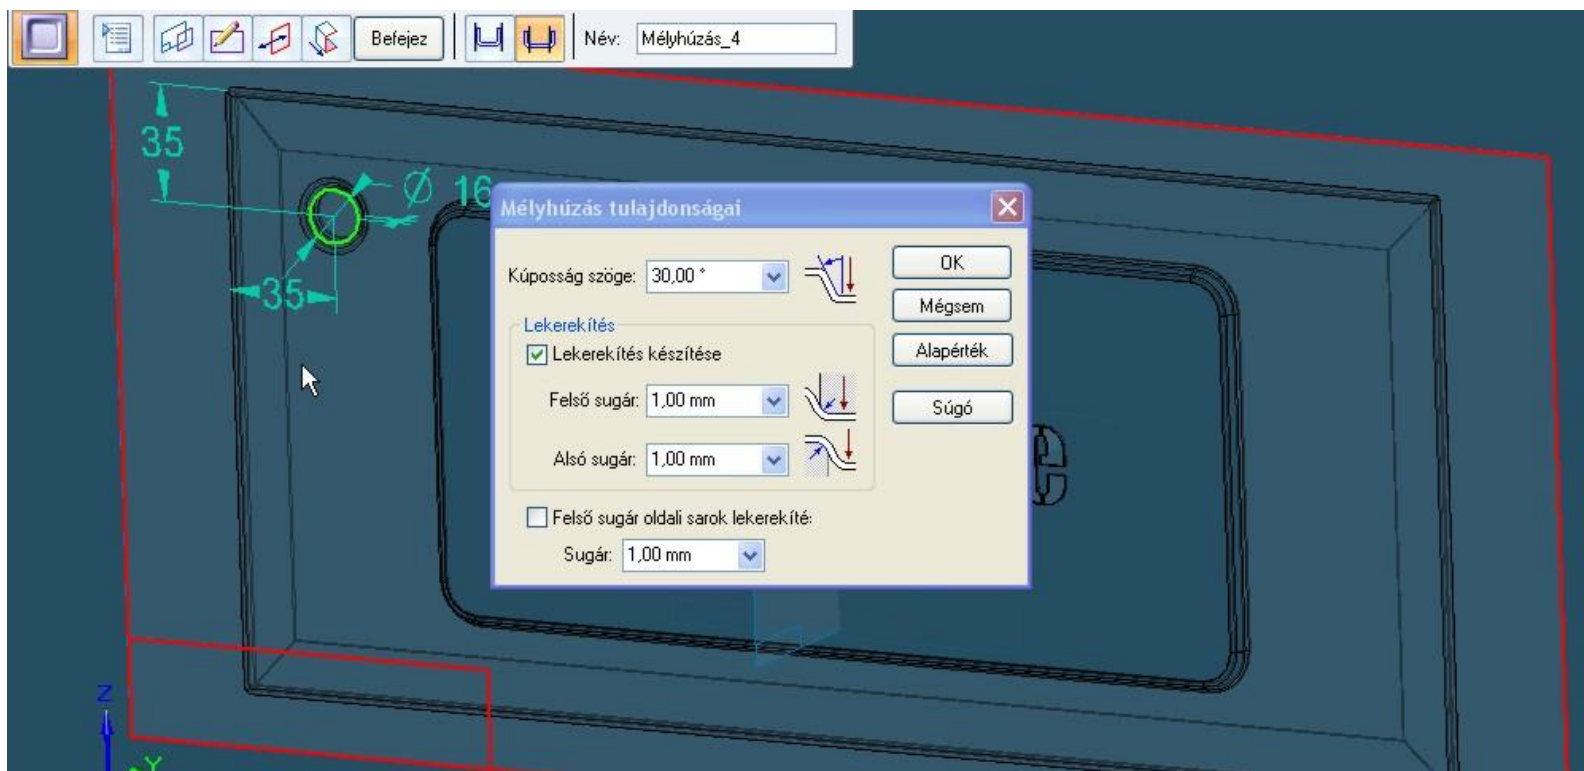 Befejez
Név: Mélyhúzás_4
35
Ø 16
35
Mélyhúzás tulajdonságai
Kúposság szöge: 30,00 °
OK
Mégsem
Lekerekítés
Lekerekítés készítése
Alapérték
Felső sugár: 1,00 mm
Súgó
Alsó sugár: 1,00 mm
e
Felső sugár oldali sarok lekerekíté:
Sugár: 1,00 mm
Z
Y